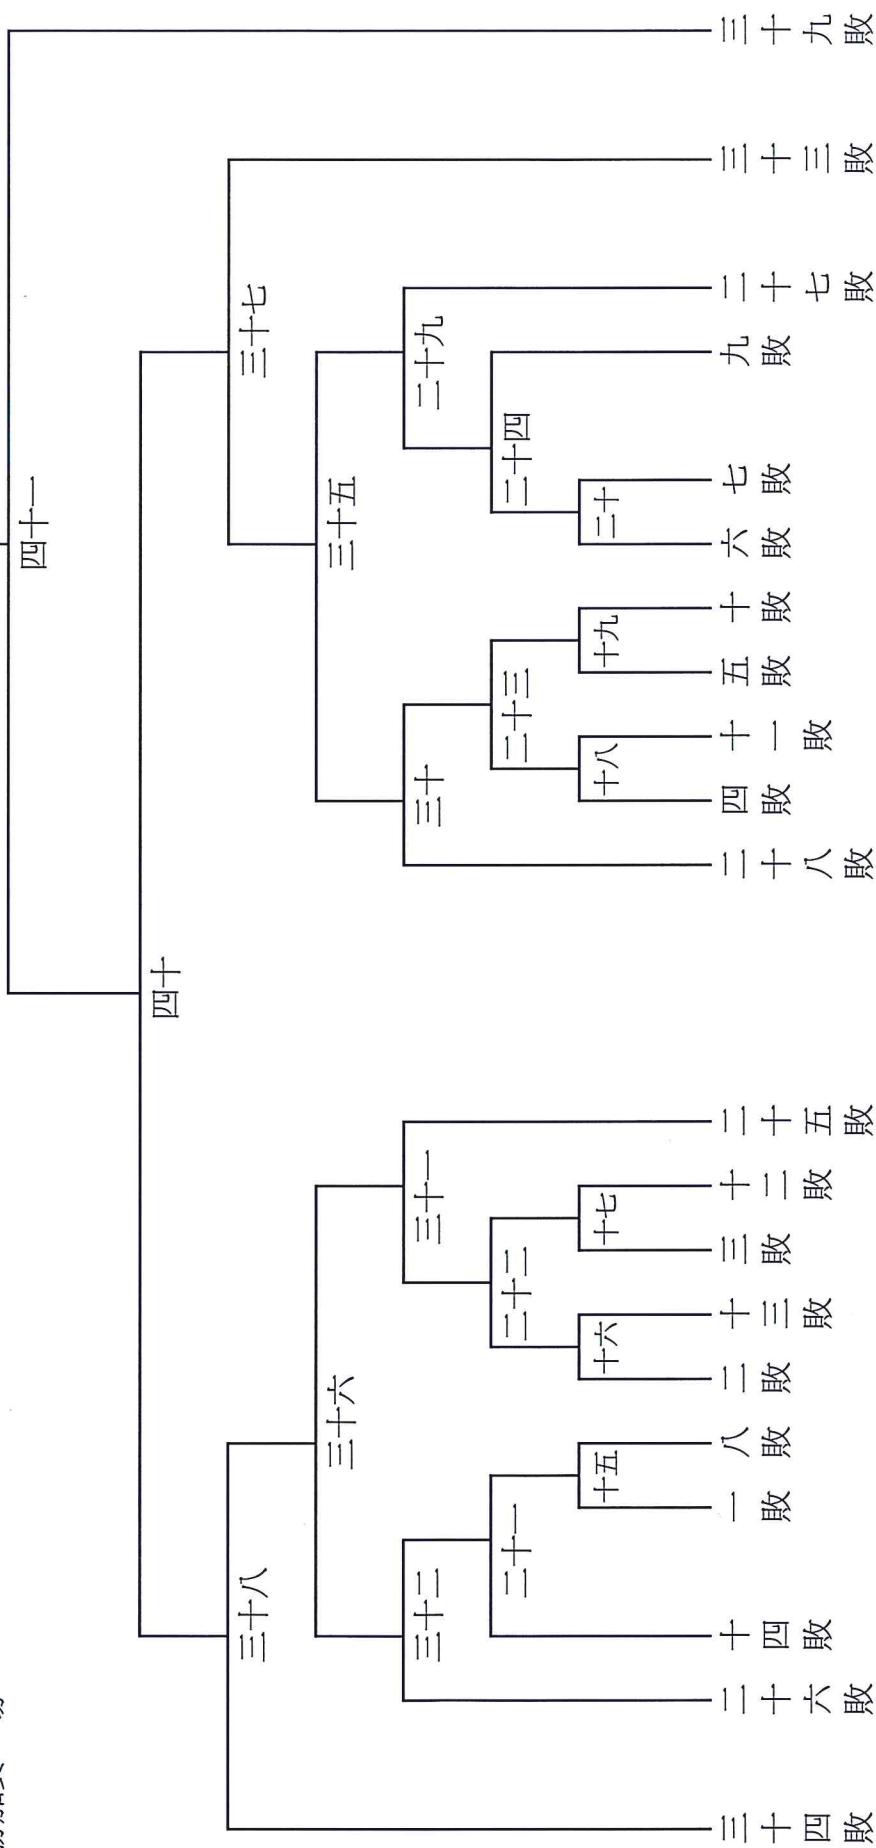 四十一
四十
三十七
三十八
三十五
三十六
二十九
三十
三十一
三十二
二十四
二十三
二十二
二十一
二十
十九
十八
十七
十六
十五
三十九敗
三十三敗
二十七敗
九敗
七敗
六敗
十敗
五敗
十一敗
四敗
二十八敗
二十五敗
十二敗
三敗
十三敗
二敗
八敗
一敗
十四敗
二十六敗
三十四敗